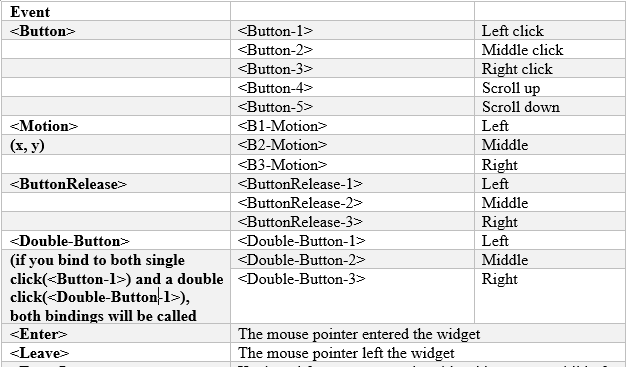 Event
<Button> <Button-1> Left click
<Button-2> Middle click
<Button-3> Right click
<Button-4> Scroll up
<Button-5> Scroll down
<Motion> <B1-Motion> Left
(x, y) <B2-Motion> Middle
<B3-Motion> Right
<ButtonRelease> <ButtonRelease-1> Left
<ButtonRelease-2> Middle
<ButtonRelease-3> Right
<Double-Button> <Double-Button-1> Left
(if you bind to both single <Double-Button-2> Middle
click(<Button-1>) and a double <Double-Button-3> Right
click(<Double-Button-1>),
both bindings will be called
<Enter> The mouse pointer entered the widget
<Leave> The mouse pointer left the widget